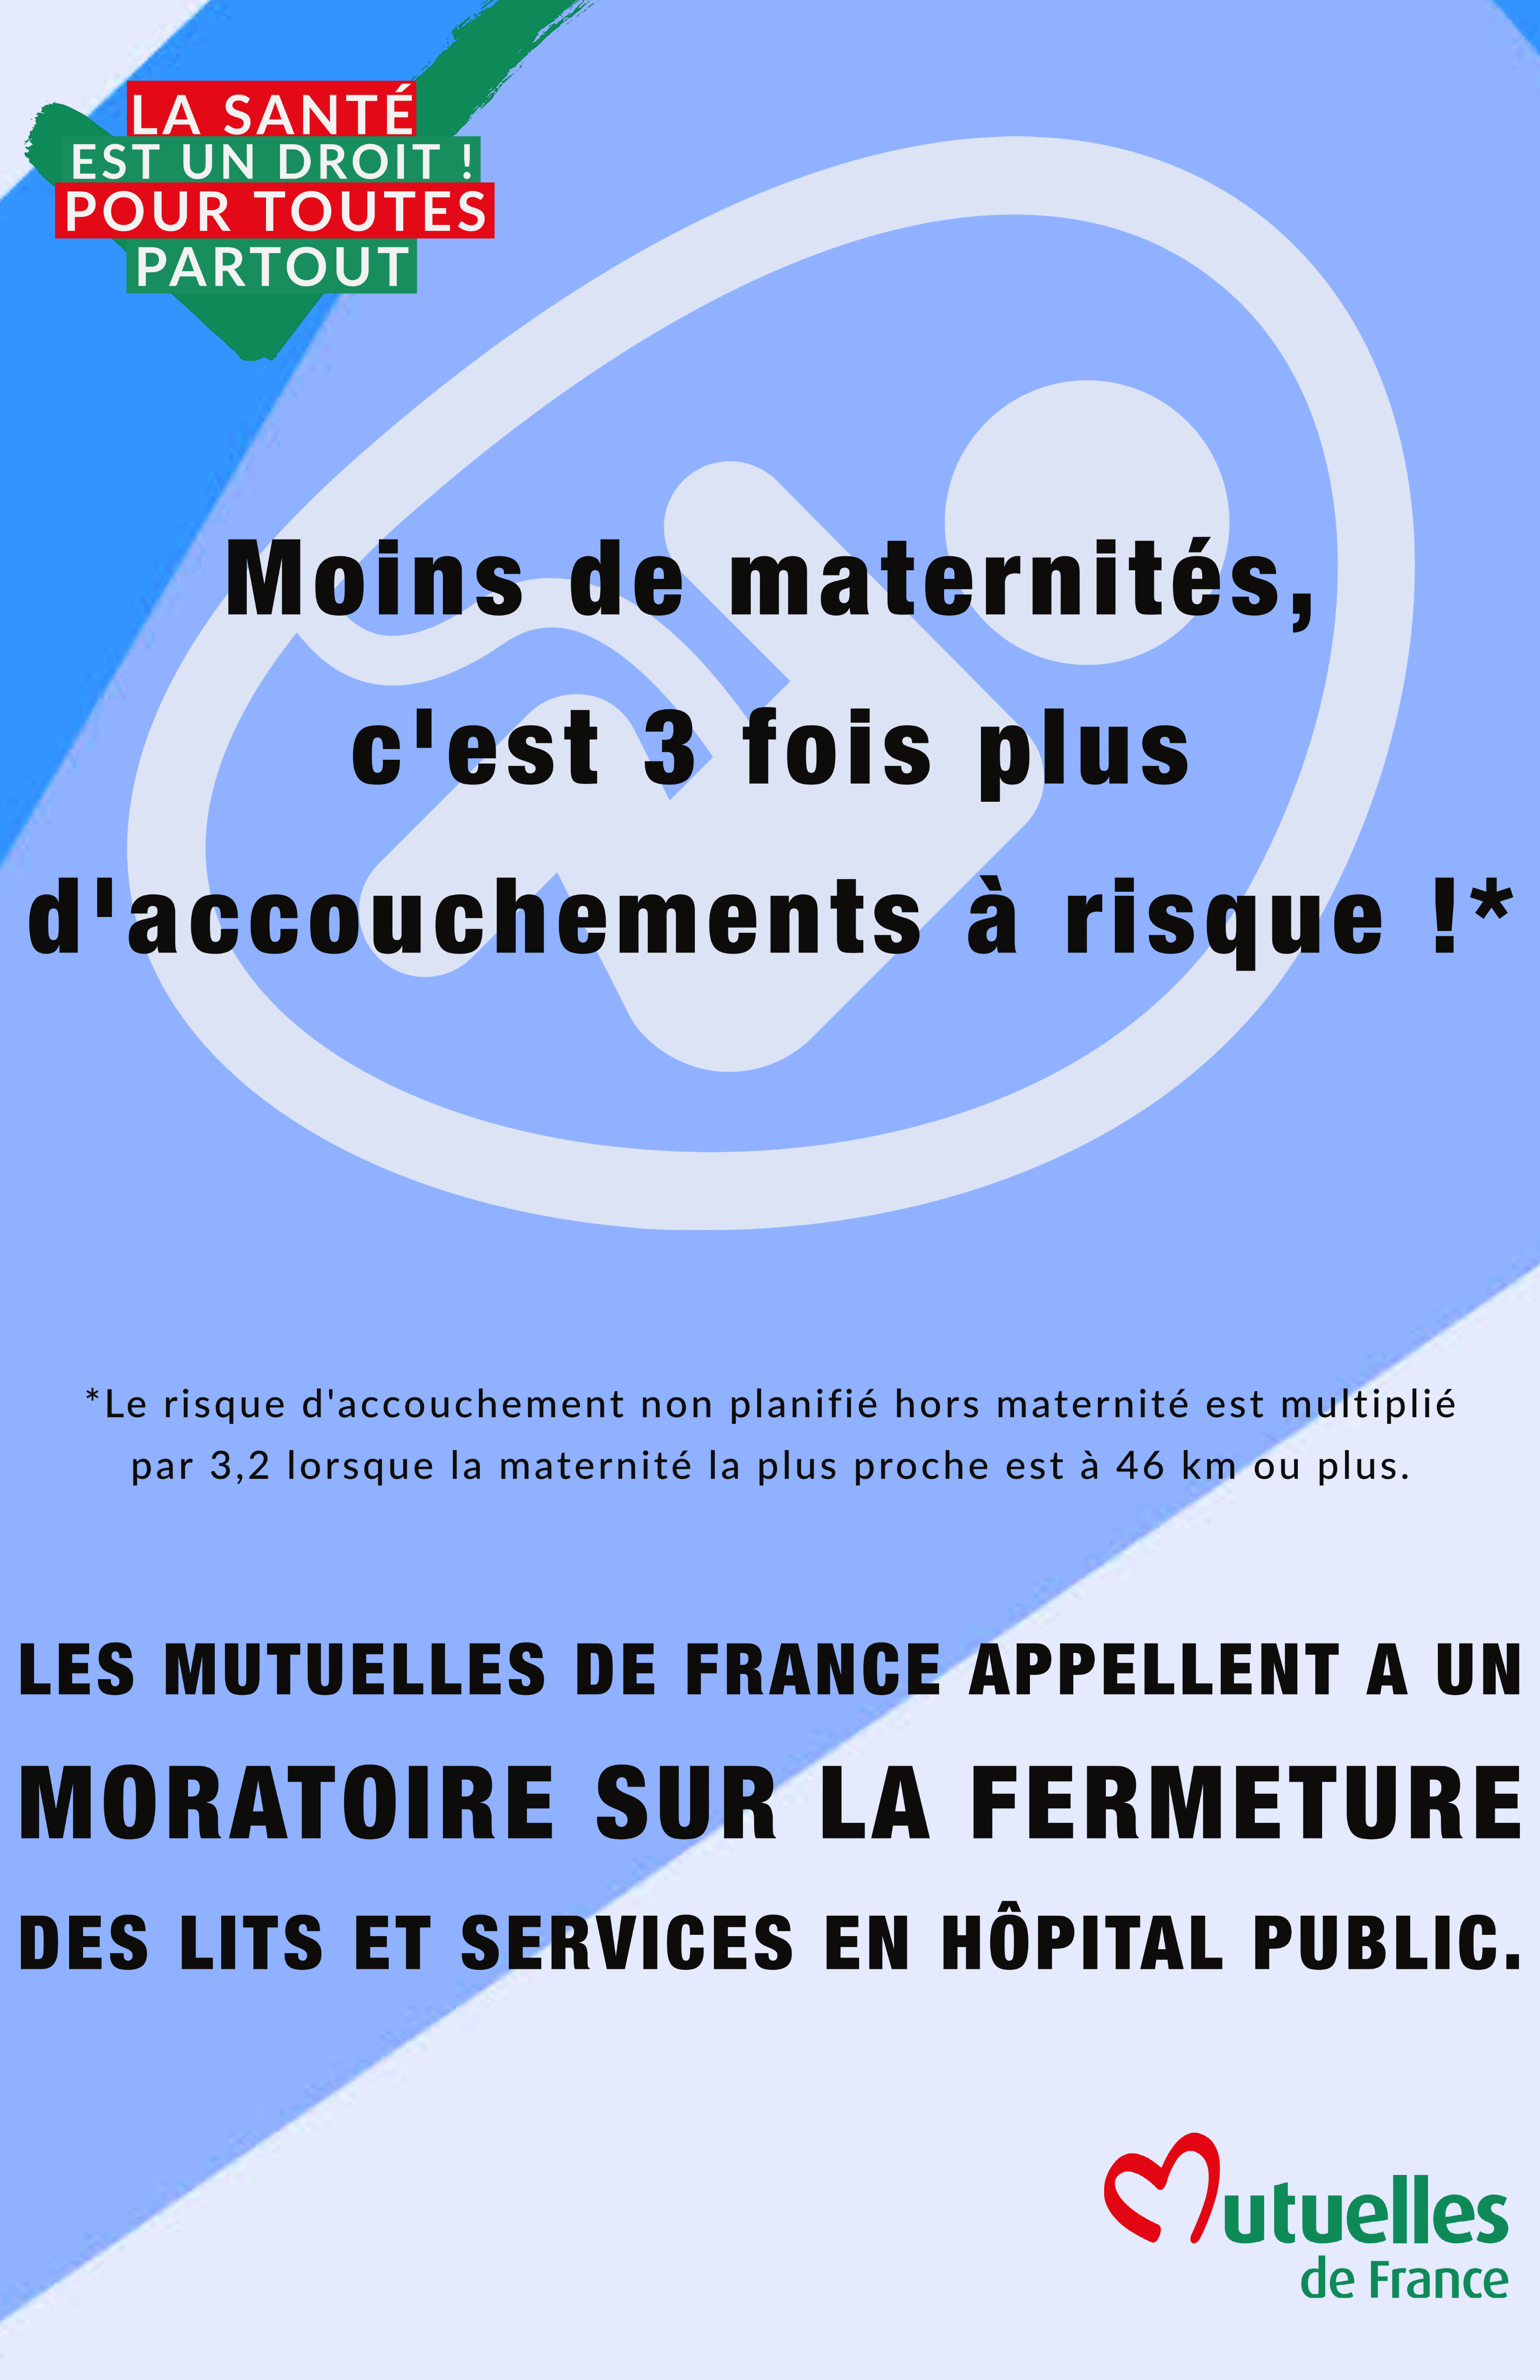 LA SANTÉ
EST UN DROIT !
POUR TOUTES
PARTOUT
Moins de maternités,
c'est 3 fois plus
d'accouchements à risque !*
*Le risque d'accouchement non planifié hors maternité est multiplié
par 3,2 lorsque la maternité la plus proche est à 46 km ou plus.
LES MUTUELLES DE FRANCE APPELLENT A UN
MORATOIRE SUR LA FERMETURE
DES LITS ET SERVICES EN HÔPITAL PUBLIC.
Mutuelles
de France